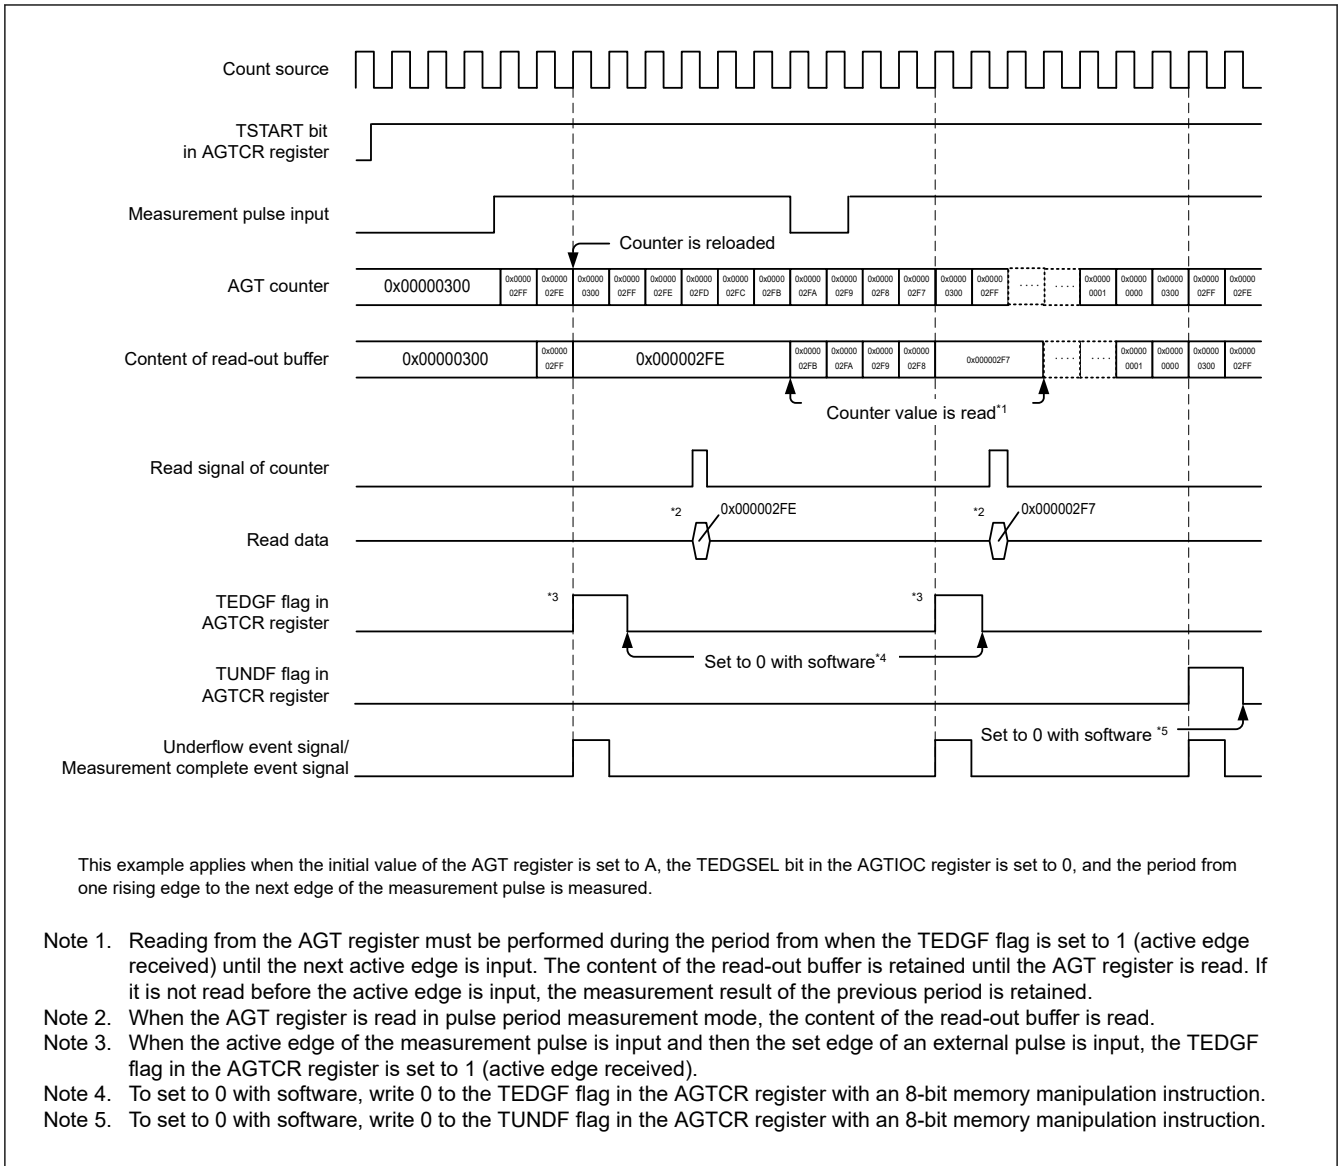 Count source
TSTART bit
in AGTCR register
Measurement pulse input
Counter is reloaded
AGT counter
0x00000300
0x0000 02FF
0x0000 02FE
0x0000 0300
0x0000 02FF
0x0000 02FE
0x0000 02FD
0x0000 02FC
0x0000 02FB
0x0000 02FA
0x0000 02F9
0x0000 02F8
0x0000 02F7
0x0000 0300
0x0000 02FF
....
....
0x0000 0001
0x0000 0000
0x0000 0300
0x0000 02FF
0x0000 02FE
Content of read-out buffer
0x00000300
0x0000 02FF
0x000002FE
0x0000 02FB
0x0000 02FA
0x0000 02F9
0x0000 02F8
0x000002F7
....
....
0x0000 0001
0x0000 0000
0x0000 0300
0x0000 02FF
Counter value is read*1
Read signal of counter
Read data
*2
0x000002FE
*2
0x000002F7
TEDGF flag in
AGTCR register
*3
*3
Set to 0 with software*4
TUNDF flag in
AGTCR register
Set to 0 with software *5
Underflow event signal/
Measurement complete event signal
This example applies when the initial value of the AGT register is set to A, the TEDGSEL bit in the AGTIOC register is set to 0, and the period from
one rising edge to the next edge of the measurement pulse is measured.
Note 1. Reading from the AGT register must be performed during the period from when the TEDGF flag is set to 1 (active edge
received) until the next active edge is input. The content of the read-out buffer is retained until the AGT register is read. If
it is not read before the active edge is input, the measurement result of the previous period is retained.
Note 2. When the AGT register is read in pulse period measurement mode, the content of the read-out buffer is read.
Note 3. When the active edge of the measurement pulse is input and then the set edge of an external pulse is input, the TEDGF
flag in the AGTCR register is set to 1 (active edge received).
Note 4. To set to 0 with software, write 0 to the TEDGF flag in the AGTCR register with an 8-bit memory manipulation instruction.
Note 5. To set to 0 with software, write 0 to the TUNDF flag in the AGTCR register with an 8-bit memory manipulation instruction.